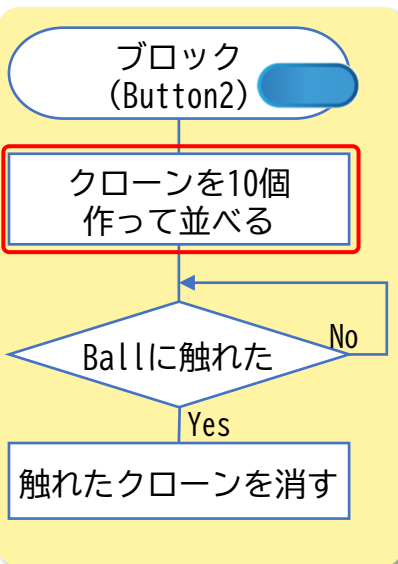 ブロック
(Button2)
クローンを10個
作って並べる
Ballに触れた
No
Yes
触れたクローンを消す